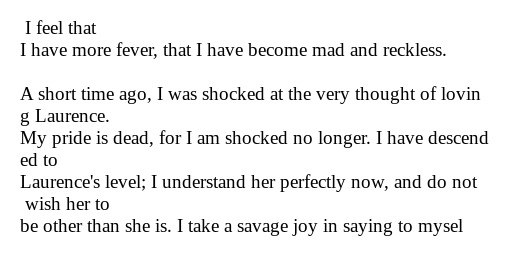 I feel that
I have more fever, that I have become mad and reckless.
A short time ago, I was shocked at the very thought of lovin
g Laurence.
My pride is dead, for I am shocked no longer. I have descend
ed to
Laurence's level; I understand her perfectly now, and do not
wish her to
be other than she is. I take a savage joy in saying to mysel